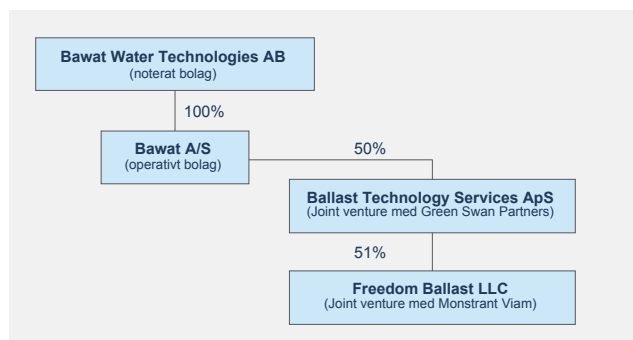 Bawat Water Technologies AB
(noterat bolag)
100%
Bawat A/S
(operativt bolag)
50%
Ballast Technology Services ApS
(Joint venture med Green Swan Partners)
51%
Freedom Ballast LLC
(Joint venture med Monstrant Viam)